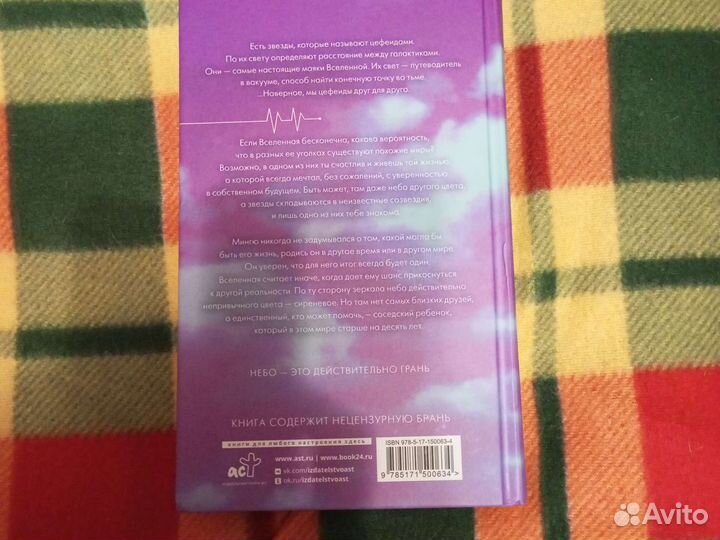 Есть звезды, которые называют цефеидами.
По их свету определяют расстояние между галактиками.
Они — самые настоящие маяки Вселенной. Их свет — путеводитель
в вакууме, способ найти конечную точку во тьме.
...Наверное, мы цефеиды друг для друга.
Если Вселенная бесконечна, какова вероятность,
что в разных ее уголках существуют похожие миры?
Возможно, в одном из них ты счастлив и живешь той жизнью,
о которой всегда мечтал, без сожалений, с уверенностью
в собственном будущем. Быть может, там даже небо другого цвета,
а звезды складываются в неизвестные созвездия,
и лишь одно из них тебе знакомо.
Мингю никогда не задумывался о том, какой могла бы
быть его жизнь, родись он в другое время или в другом мире.
Он уверен, что для него итог всегда будет один.
Вселенная считает иначе, когда дает ему шанс прикоснуться
к другой реальности. По ту сторону зеркала небо действительно
непривычного цвета — сиреневое. Но там нет самых близких друзей,
а единственный, кто может помочь, — соседский ребенок,
который в этом мире старше на десять лет.
НЕБО — ЭТО ДЕЙСТВИТЕЛЬНО ГРАНЬ
КНИГА СОДЕРЖИТ НЕЦЕНЗУРНУЮ БРАНЬ
книги для любого настроения здесь
аст
www.ast.ru | www.book24.ru
vk.com/izdatelstvoast
ok.ru/izdatelstvoast
ISBN 978-5-17-150063-4
9 785171 500634 >
Avito